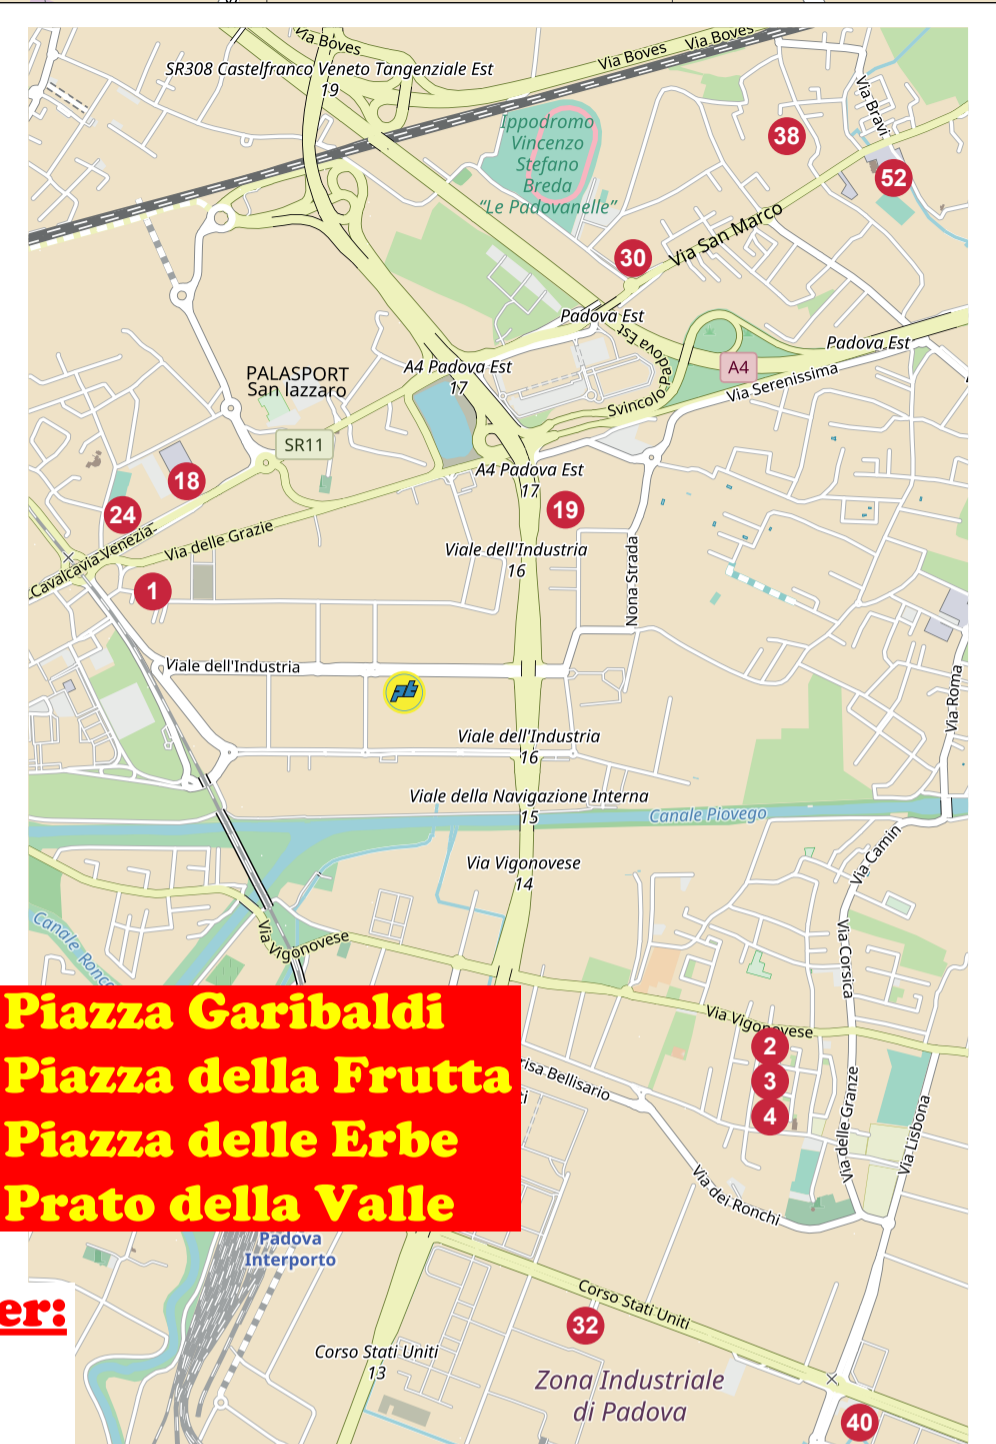 Via Boves
Via Boves
Via Boves
SR308 Castelfranco Veneto Tangenziale Est
19
Ippodromo
Vincenzo
Stefano
Breda
“Le Padovanelle”
Via Bravi
38
52
Via San Marco
30
Padova Est
Padova Est
Svincolo Padova Est
A4
Via Serenissima
A4 Padova Est
17
PALASPORT
San lazzaro
SR11
A4 Padova Est
17
18
24
19
Cavalcavia Venezia
Via delle Grazie
Viale dell'Industria
16
1
Nona Strada
Viale dell'Industria
pt
Via Roma
Viale dell'Industria
16
Viale della Navigazione Interna
15
Canale Piovego
Via Vigonovese
14
Via Camin
Via Corsica
Via Vigonovese
Canale Ronco
Via Vigonovese
2
3
4
Piazza Garibaldi
Piazza della Frutta
Piazza delle Erbe
Prato della Valle
risa Bellisario
Via delle Granze
Via Lisbona
Via dei Ronchi
Padova
Interporto
er:
Corso Stati Uniti
32
Corso Stati Uniti
13
Zona Industriale
di Padova
40